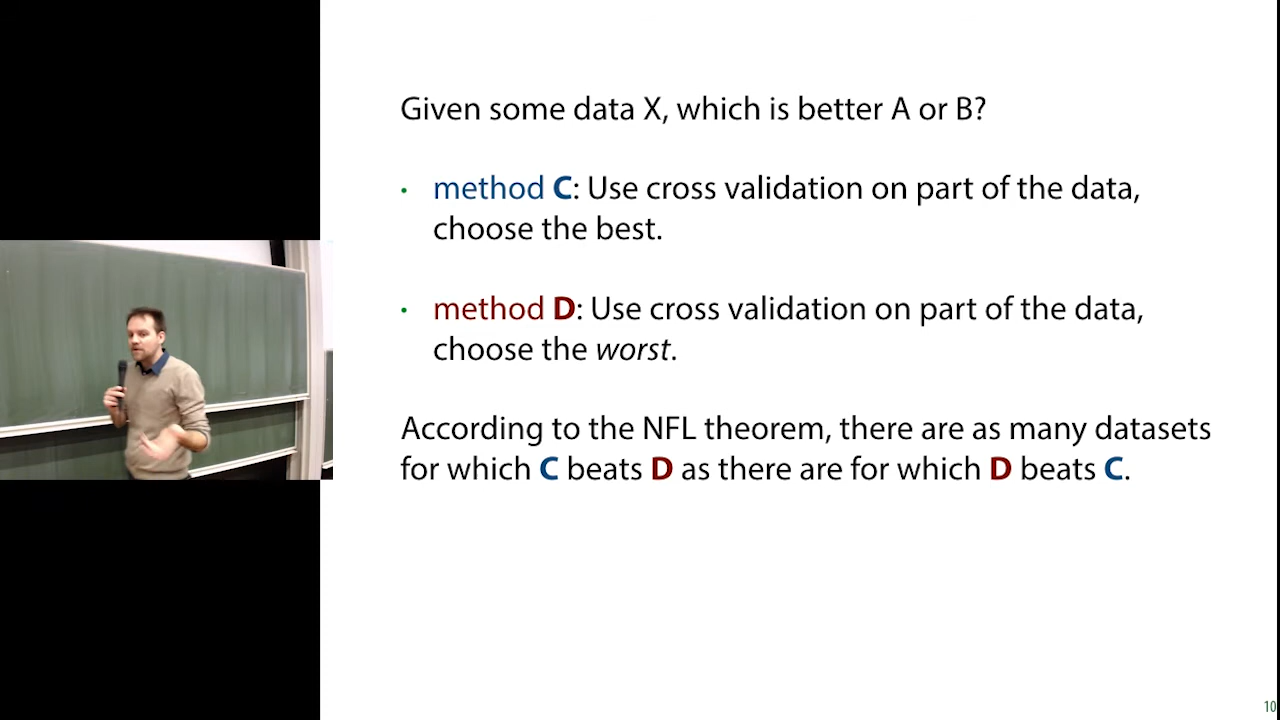 Given some data X, which is better A or B?
• method C: Use cross validation on part of the data,
choose the best.
• method D: Use cross validation on part of the data,
choose the worst.
According to the NFL theorem, there are as many datasets
for which C beats D as there are for which D beats C.
10